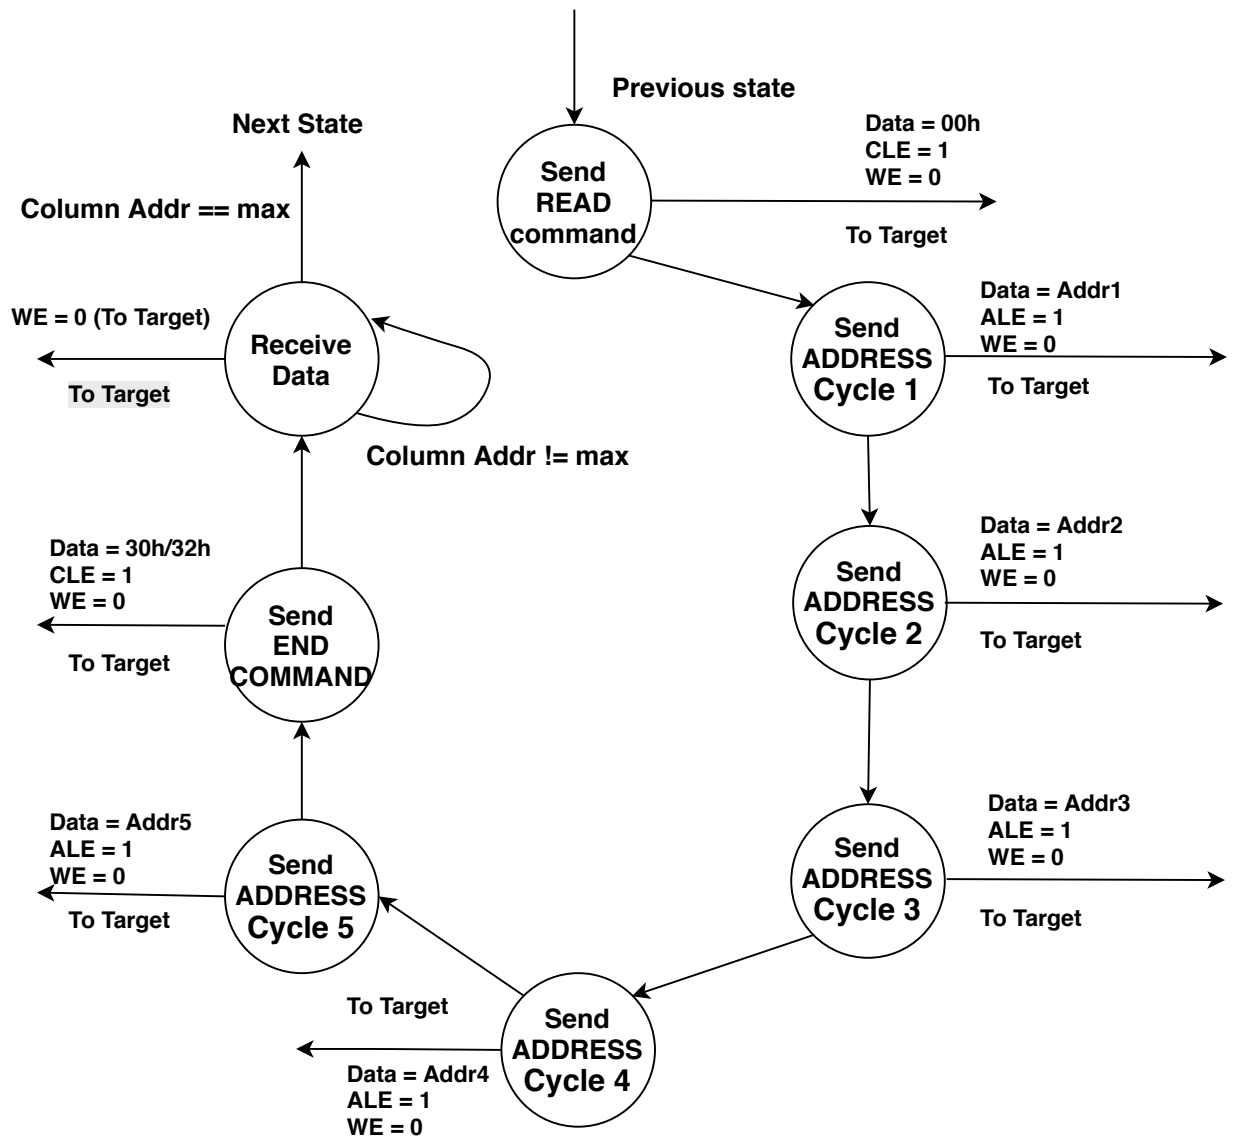 Previous state
Send
READ
command
Data = 00h
CLE = 1
WE = 0
To Target
Send
ADDRESS
Cycle 1
Data = Addr1
ALE = 1
WE = 0
To Target
Send
ADDRESS
Cycle 2
Data = Addr2
ALE = 1
WE = 0
To Target
Send
ADDRESS
Cycle 3
Data = Addr3
ALE = 1
WE = 0
To Target
Send
ADDRESS
Cycle 4
To Target
Data = Addr4
ALE = 1
WE = 0
Send
ADDRESS
Cycle 5
Data = Addr5
ALE = 1
WE = 0
To Target
Send
END
COMMAND
Data = 30h/32h
CLE = 1
WE = 0
To Target
Receive
Data
WE = 0 (To Target)
To Target
Column Addr != max
Column Addr == max
Next State